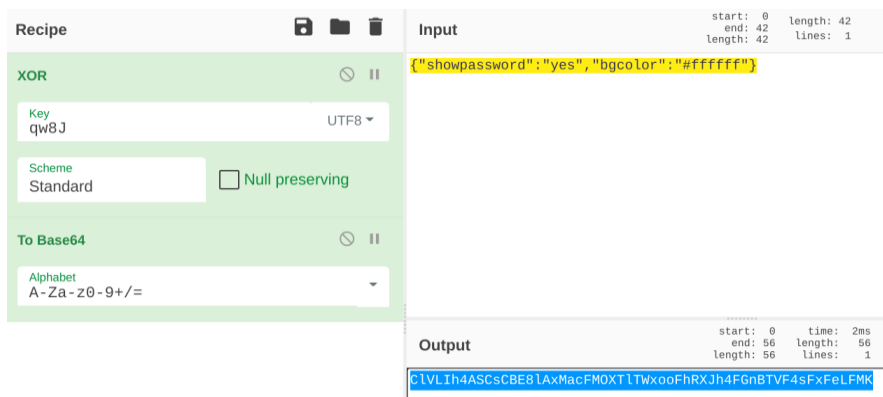 Recipe
XOR
Key
qw8J
UTF8
Scheme
Standard
Null preserving
To Base64
Alphabet
A-Za-z0-9+/=
Input
start: 0
end: 42
length: 42
length: 42
lines: 1
{"showpassword":"yes","bgcolor":"#ffffff"}
Output
start: 0
end: 56
length: 56
time: 2ms
length: 56
lines: 1
ClVLIh4ASCsCBE8lAxMacFMOXTlTWxooFhRXJh4FGnBTVF4sFxFeLFMK